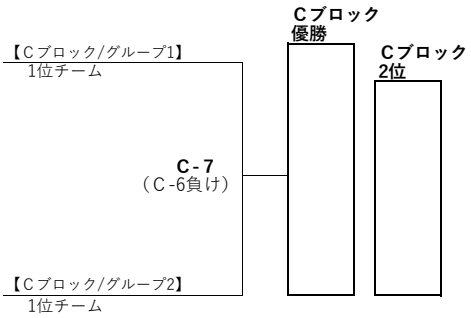 Ｃブロック
優勝
Ｃブロック
2位
【Ｃブロック/グループ1】
1位チーム
Ｃ-７
（Ｃ-6負け）
【Ｃブロック/グループ2】
1位チーム